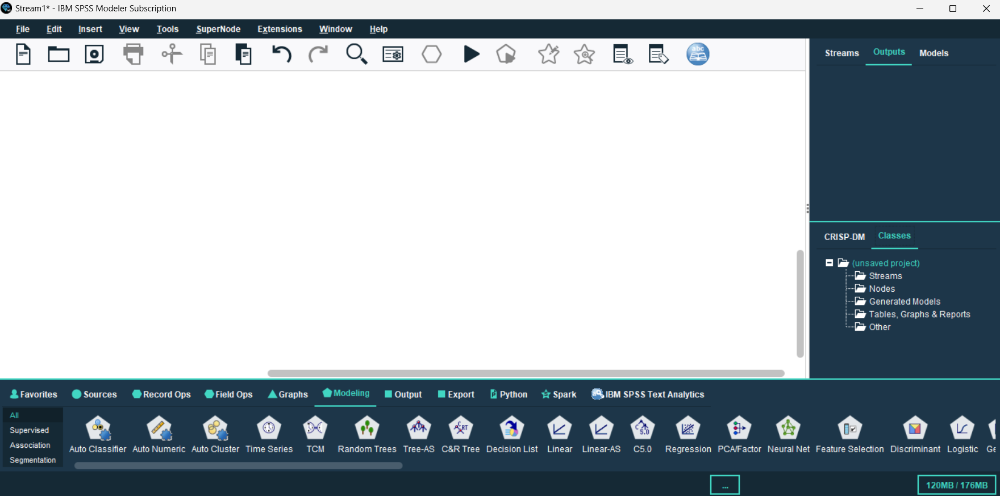 Stream1* - IBM SPSS Modeler Subscription
File Edit Insert View Tools SuperNode Extensions Window Help
abc
Streams Outputs Models
CRISP-DM Classes
(unsaved project)
Streams
Nodes
Generated Models
Tables, Graphs & Reports
Other
Favorites Sources Record Ops Field Ops Graphs Modeling Output Export Python Spark IBM SPSS Text Analytics
All
Supervised
Association
Segmentation
CRT
C5.0
Auto Classifier Auto Numeric Auto Cluster Time Series TCM Random Trees Tree-AS C&R Tree Decision List Linear Linear-AS C5.0 Regression PCA/Factor Neural Net Feature Selection Discriminant Logistic
... 120MB / 176MB